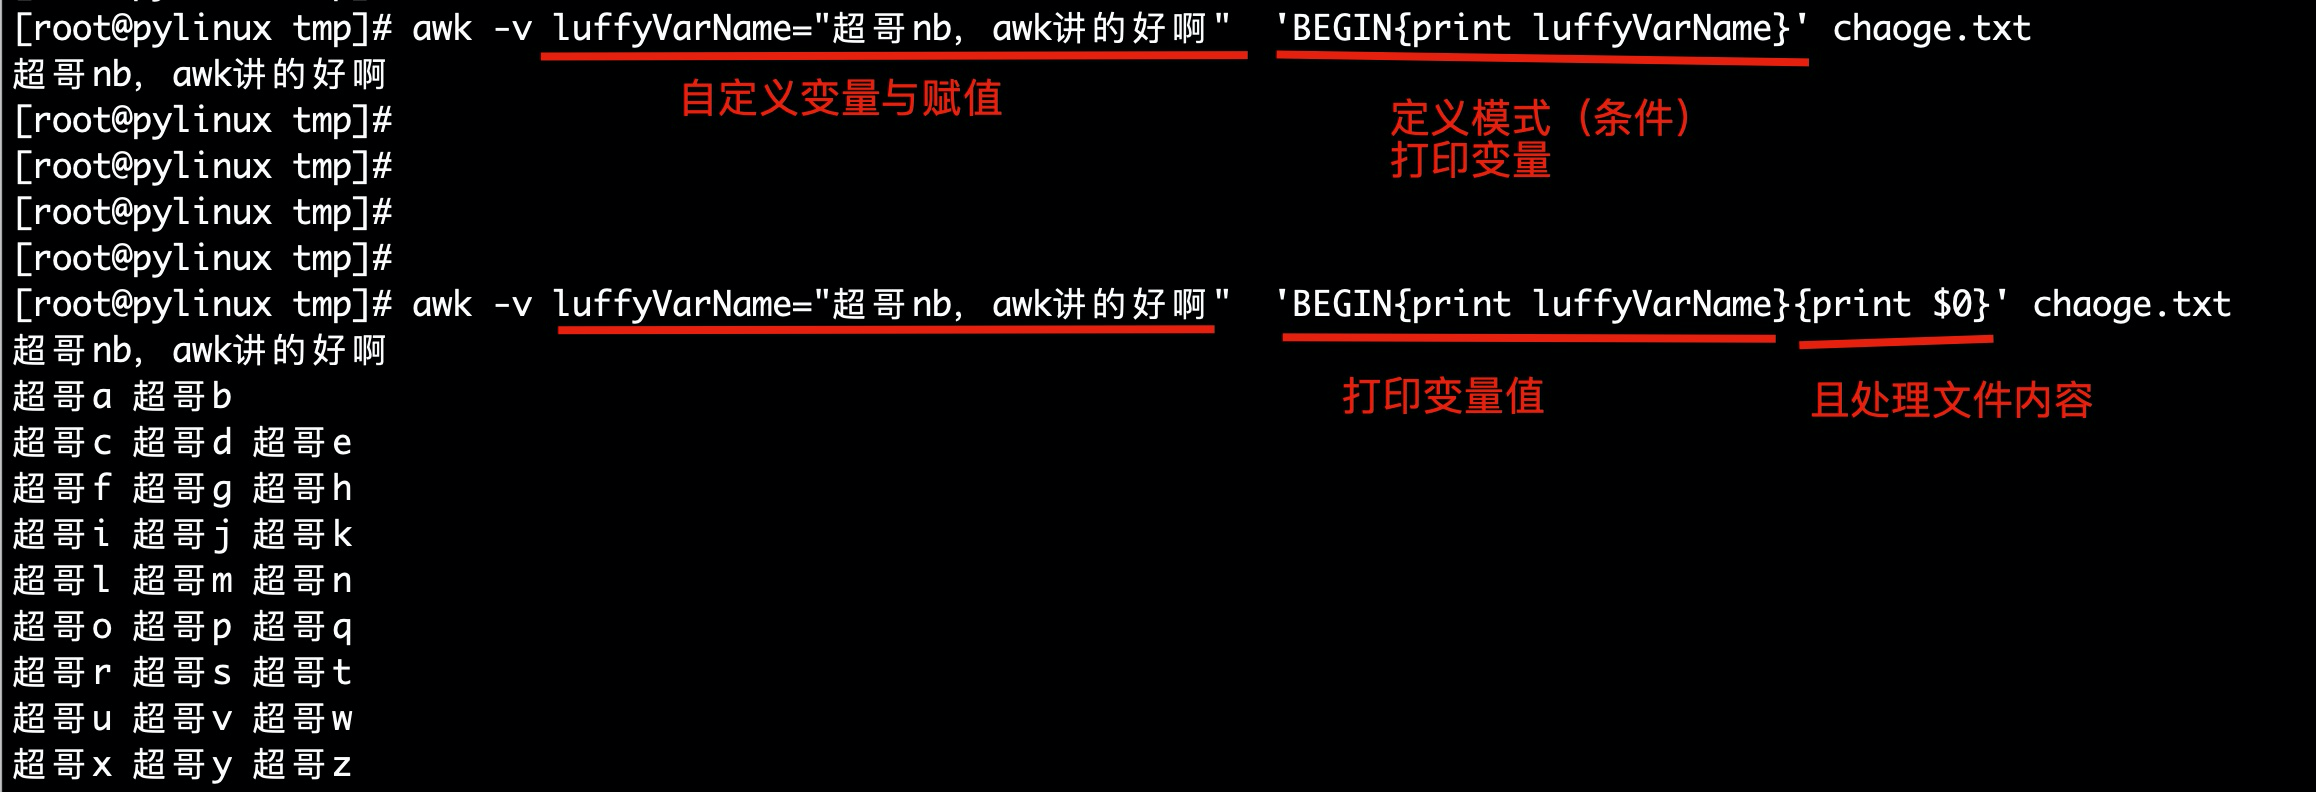 [root@pylinux tmp]# awk -v luffyVarName="超哥nb，awk讲的好啊"  'BEGIN{print luffyVarName}' chaoge.txt
超哥nb，awk讲的好啊
自定义变量与赋值
定义模式（条件）
打印变量
[root@pylinux tmp]#
[root@pylinux tmp]#
[root@pylinux tmp]#
[root@pylinux tmp]#
[root@pylinux tmp]# awk -v luffyVarName="超哥nb，awk讲的好啊"  'BEGIN{print luffyVarName}{print $0}' chaoge.txt
超哥nb，awk讲的好啊
打印变量值
且处理文件内容
超哥a 超哥b
超哥c 超哥d 超哥e
超哥f 超哥g 超哥h
超哥i 超哥j 超哥k
超哥l 超哥m 超哥n
超哥o 超哥p 超哥q
超哥r 超哥s 超哥t
超哥u 超哥v 超哥w
超哥x 超哥y 超哥z